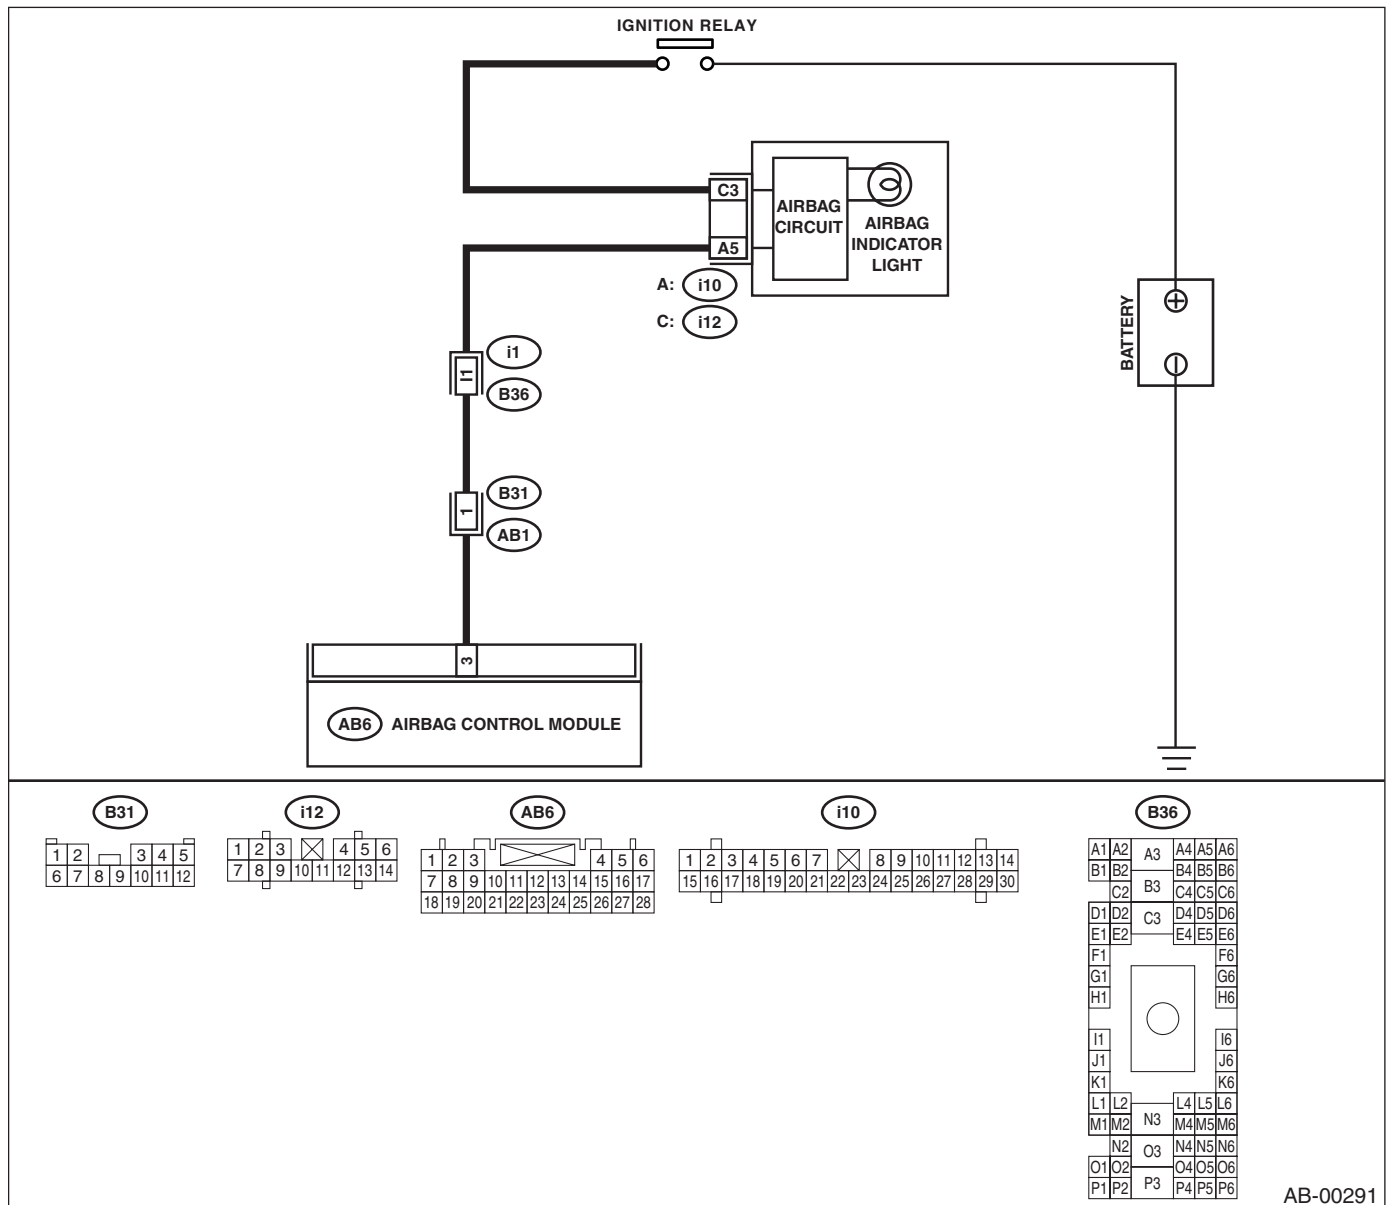 IGNITION RELAY
C3
AIRBAG
CIRCUIT
AIRBAG
INDICATOR
LIGHT
A5
A: i10
C: i12
BATTERY
i1
I1
B36
B31
1
AB1
3
AB6 AIRBAG CONTROL MODULE
B31
1 2 3 4 5
6 7 8 9 10 11 12
i12
1 2 3 4 5 6
7 8 9 10 11 12 13 14
AB6
1 2 3 4 5 6
7 8 9 10 11 12 13 14 15 16 17
18 19 20 21 22 23 24 25 26 27 28
i10
1 2 3 4 5 6 7 8 9 10 11 12 13 14
15 16 17 18 19 20 21 22 23 24 25 26 27 28 29 30
B36
A1 A2 A3 A4 A5 A6
B1 B2 B3 B4 B5 B6
C2 C3 C4 C5 C6
D1 D2 D4 D5 D6
E1 E2 E4 E5 E6
F1 F6
G1 G6
H1 H6
I1 I6
J1 J6
K1 K6
L1 L2 L4 L5 L6
M1 M2 N3 M4 M5 M6
N2 O3 N4 N5 N6
O1 O2 O4 O5 O6
P1 P2 P3 P4 P5 P6
AB-00291